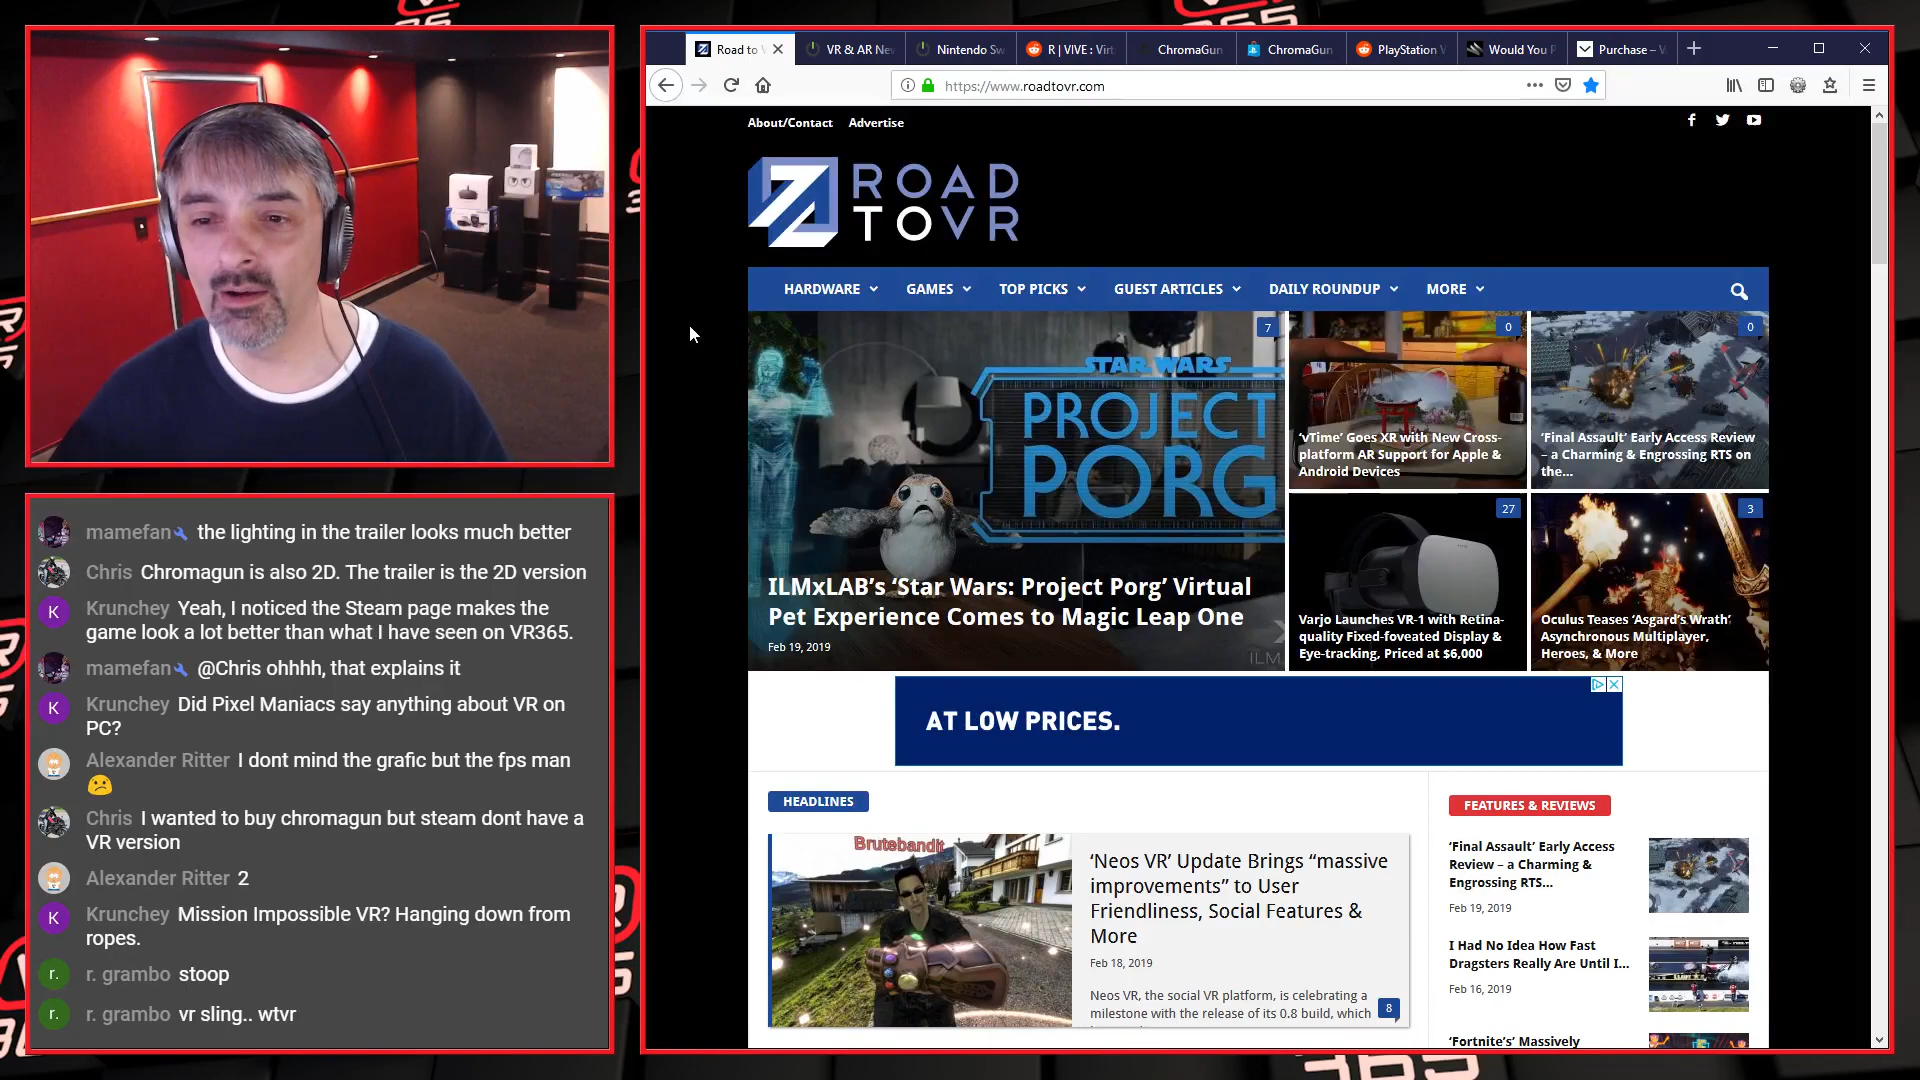 mamefan the lighting in the trailer looks much better
Chris Chromagun is also 2D. The trailer is the 2D version
K Krunchey Yeah, I noticed the Steam page makes the
game look a lot better than what I have seen on VR365.
mamefan @Chris ohhhh, that explains it
K Krunchey Did Pixel Maniacs say anything about VR on
PC?
Alexander Ritter I dont mind the grafic but the fps man
Chris I wanted to buy chromagun but steam dont have a
VR version
Alexander Ritter 2
K Krunchey Mission Impossible VR? Hanging down from
ropes.
r. r. grambo stoop
r. r. grambo vr sling.. wtvr
Road to
VR & AR Ne
Nintendo Sw
R | VIVE : Virt
ChromaGun
ChromaGun
PlayStation
Would You P
Purchase –
https://www.roadtovr.com
About/Contact Advertise
ROAD
TOVR
HARDWARE GAMES TOP PICKS GUEST ARTICLES DAILY ROUNDUP MORE
7
STAR WARS
PROJECT
PORG
ILMxLAB’s ‘Star Wars: Project Porg’ Virtual
Pet Experience Comes to Magic Leap One
Feb 19, 2019
ILM
0
‘vTime’ Goes XR with New Cross-
platform AR Support for Apple &
Android Devices
0
‘Final Assault’ Early Access Review
– a Charming & Engrossing RTS on
the...
27
Varjo Launches VR-1 with Retina-
quality Fixed-foveated Display &
Eye-tracking, Priced at $6,000
3
Oculus Teases ‘Asgard’s Wrath’
Asynchronous Multiplayer,
Heroes, & More
AT LOW PRICES.
HEADLINES
Brutebandit
‘Neos VR’ Update Brings “massive
improvements” to User
Friendliness, Social Features &
More
Feb 18, 2019
Neos VR, the social VR platform, is celebrating a
milestone with the release of its 0.8 build, which
8
FEATURES & REVIEWS
‘Final Assault’ Early Access
Review – a Charming &
Engrossing RTS...
Feb 19, 2019
I Had No Idea How Fast
Dragsters Really Are Until I...
Feb 16, 2019
‘Fortnite’s’ Massively